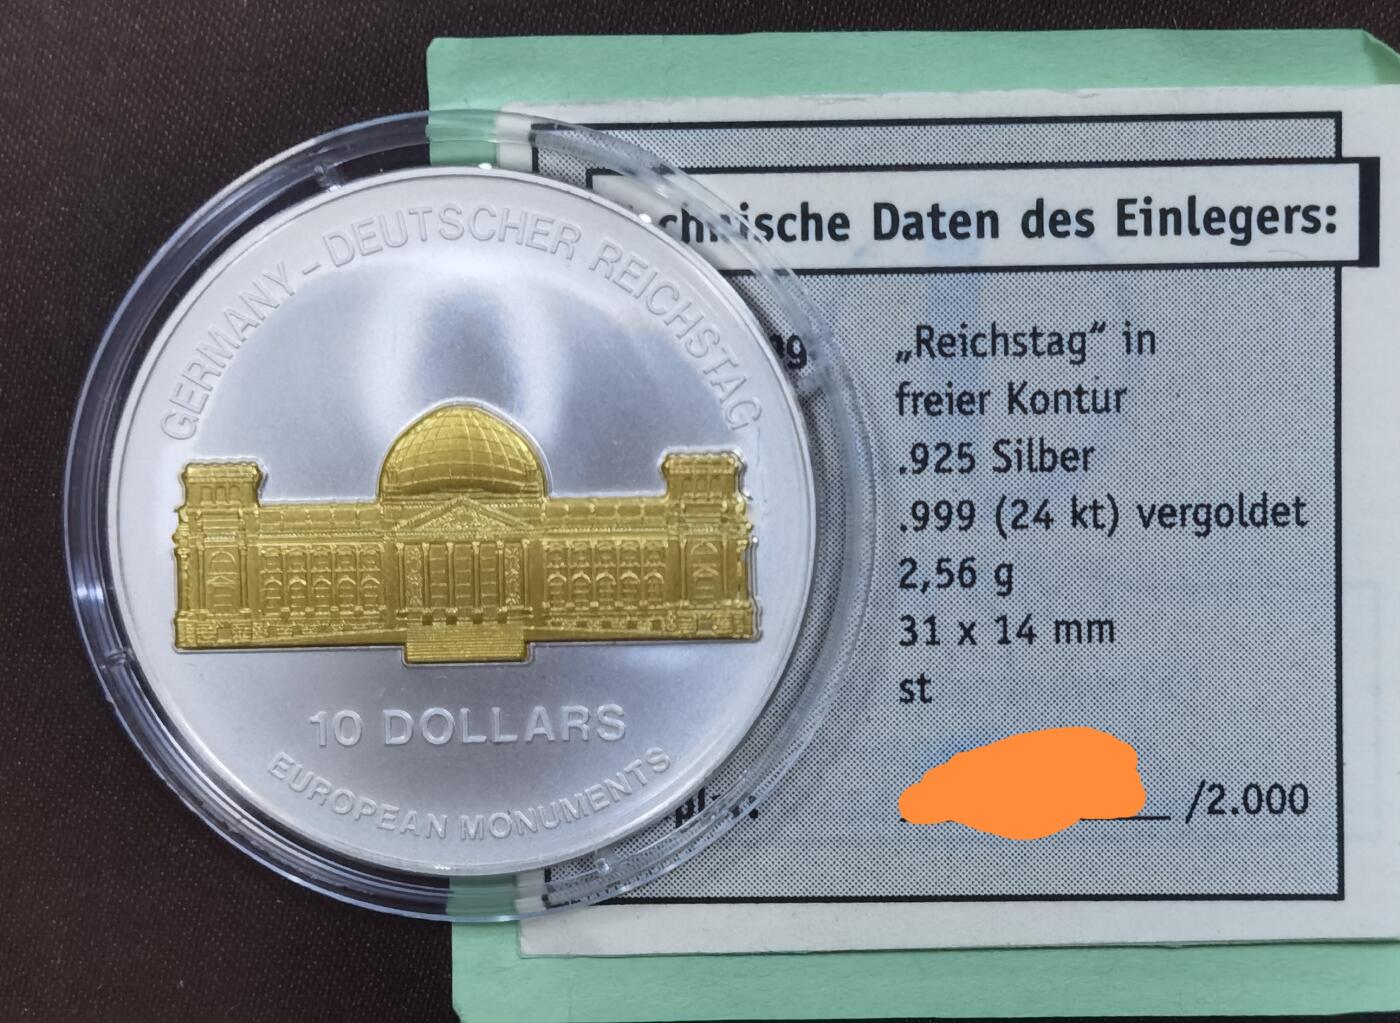 GERMANY – DEUTSCHER REICHSTAG
10 DOLLARS
EUROPEAN MONUMENTS
chnische Daten des Einlegers:
„Reichstag“ in
freier Kontur
.925 Silber
.999 (24 kt) vergoldet
2,56 g
31 x 14 mm
st
/2.000